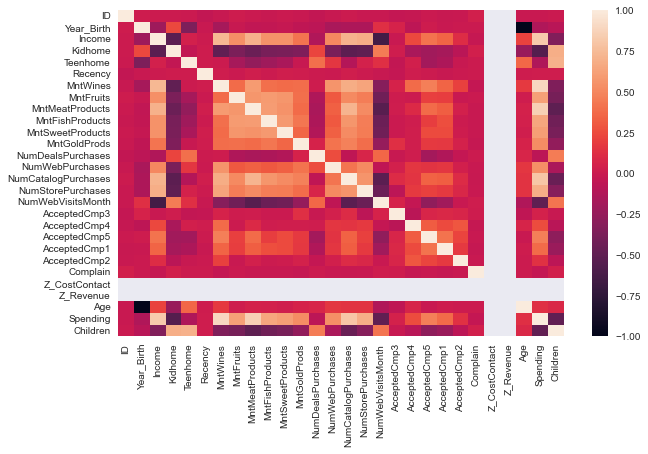 ID
Year_Birth
Income
Kidhome
Teenhome
Recency
MntWines
MntFruits
MntMeatProducts
MntFishProducts
MntSweetProducts
MntGoldProds
NumDealsPurchases
NumWebPurchases
NumCatalogPurchases
NumStorePurchases
NumWebVisitsMonth
AcceptedCmp3
AcceptedCmp4
AcceptedCmp5
AcceptedCmp1
AcceptedCmp2
Complain
Z_CostContact
Z_Revenue
Age
Spending
Children
ID
Year_Birth
Income
Kidhome
Teenhome
Recency
MntWines
MntFruits
MntMeatProducts
MntFishProducts
MntSweetProducts
MntGoldProds
NumDealsPurchases
NumWebPurchases
NumCatalogPurchases
NumStorePurchases
NumWebVisitsMonth
AcceptedCmp3
AcceptedCmp4
AcceptedCmp5
AcceptedCmp1
AcceptedCmp2
Complain
Z_CostContact
Z_Revenue
Age
Spending
Children
1.00
0.75
0.50
0.25
0.00
−0.25
−0.50
−0.75
−1.00